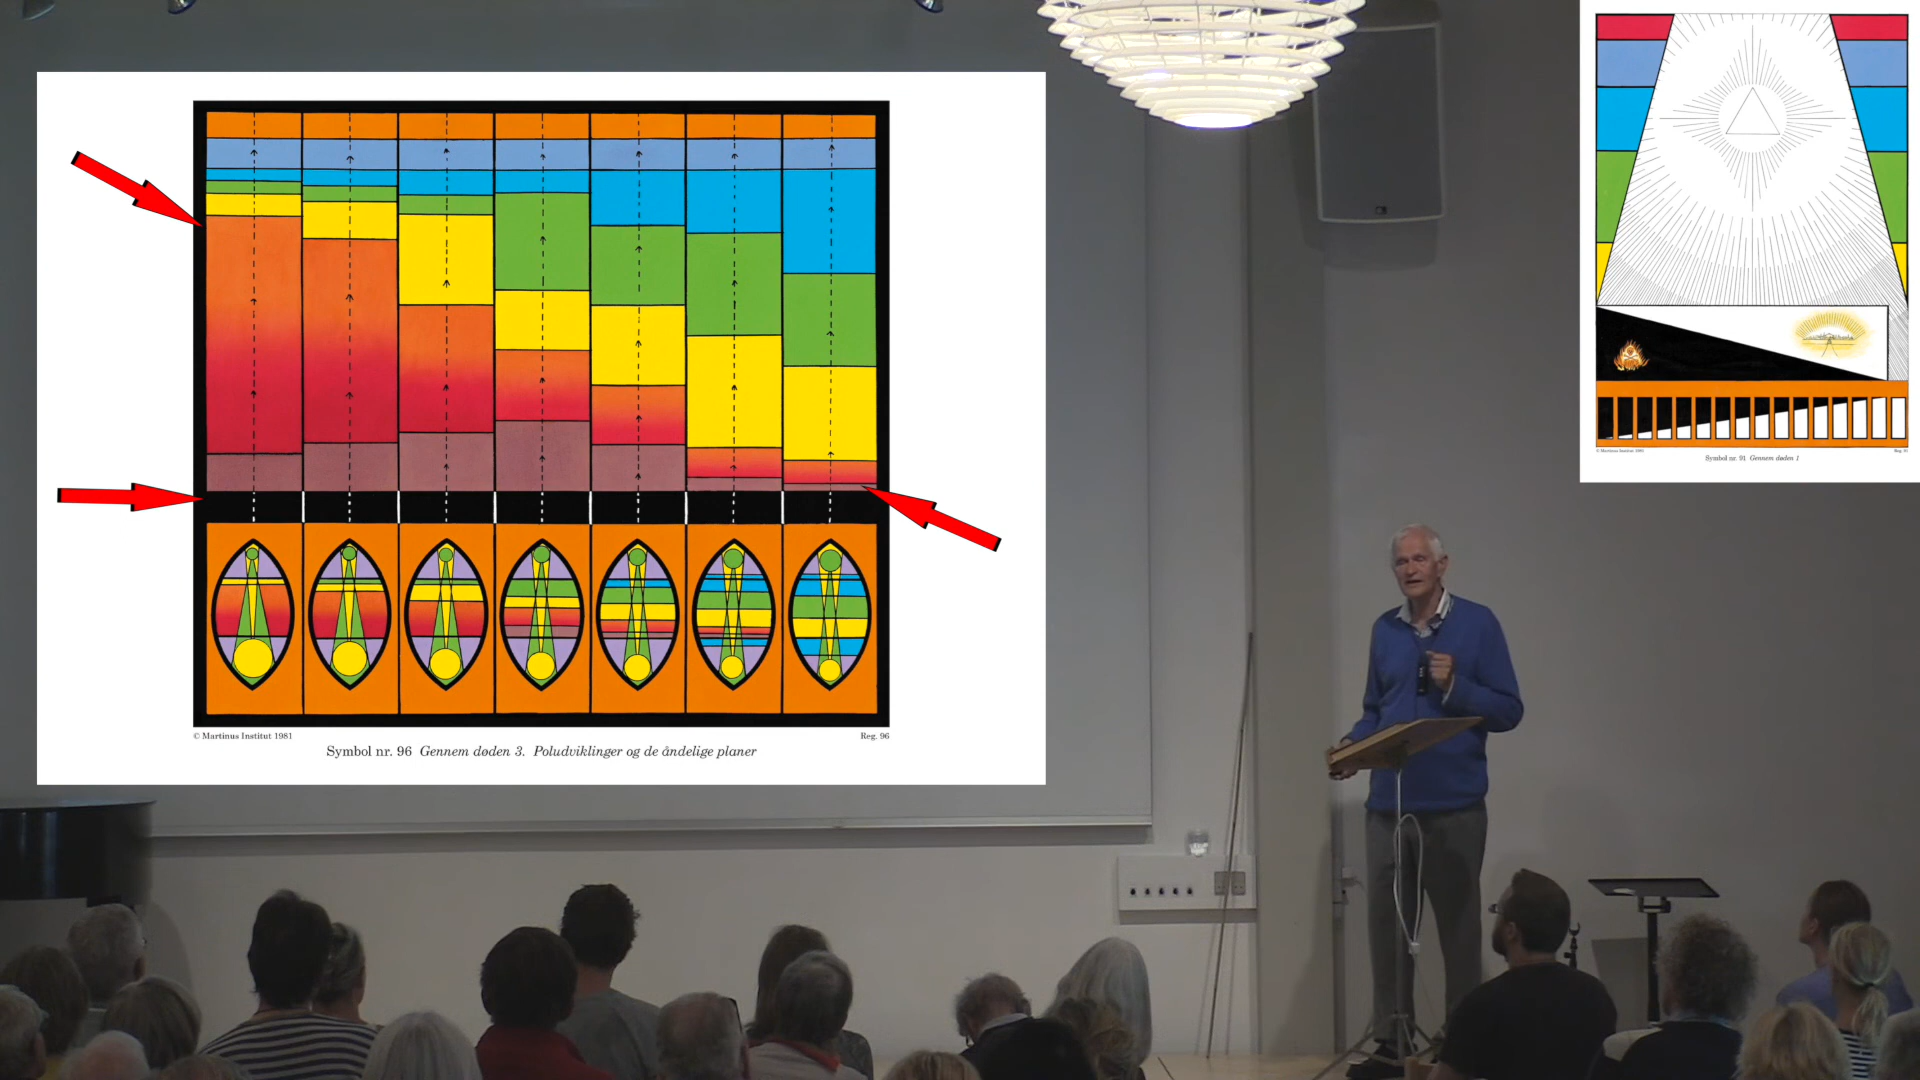 © Martinus Institut 1981
Reg. 96
Symbol nr. 96 Gennem døden 3. Poludviklinger og de åndelige planer
© Martinus Institut 1981
Reg. 91
Symbol nr. 91 Gennem døden 1